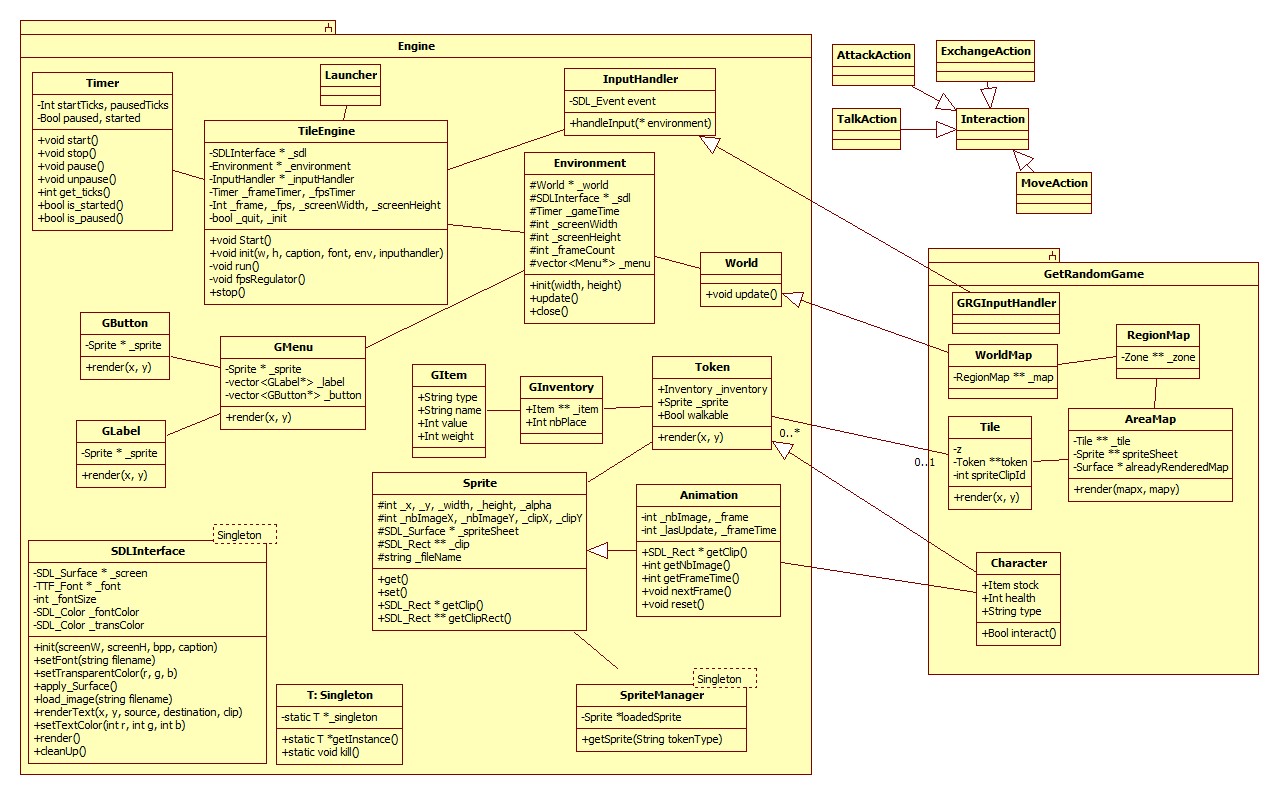 Engine
Timer
-Int startTicks, pausedTicks
-Bool paused, started
+void start()
+void stop()
+void pause()
+void unpause()
+int get_ticks()
+bool is_started()
+bool is_paused()
Launcher
TileEngine
-SDLInterface * _sdl
-Environment * _environment
-InputHandler * _inputHandler
-Timer _frameTimer, _fpsTimer
-Int _frame, _fps, _screenWidth, _screenHeight
-bool _quit, _init
+void Start()
+void init(w, h, caption, font, env, inputhandler)
-void run()
-void fpsRegulator()
+stop()
InputHandler
-SDL_Event event
+handleInput(* environment)
Environment
#World * _world
#SDLInterface * _sdl
#Timer _gameTime
#int _screenWidth
#int _screenHeight
#int _frameCount
#vector<Menu*> _menu
+init(width, height)
+update()
+close()
World
+void update()
GButton
-Sprite * _sprite
+render(x, y)
GMenu
-Sprite * _sprite
-vector<GLabel*> _label
-vector<GButton*> _button
+render(x, y)
GLabel
-Sprite * _sprite
+render(x, y)
GItem
+String type
+String name
+Int value
+Int weight
GInventory
+Item ** _item
+Int nbPlace
Token
+Inventory _inventory
+Sprite _sprite
+Bool walkable
+render(x, y)
0..*
0..1
Sprite
#int _x, _y, _width, _height, _alpha
#int _nbImageX, _nbImageY, _clipX, _clipY
#SDL_Surface * _spriteSheet
#SDL_Rect ** _clip
#string _fileName
+get()
+set()
+SDL_Rect * getClip()
+SDL_Rect ** getClipRect()
Animation
-int _nbImage, _frame
-int _lasUpdate, _frameTime
+SDL_Rect * getClip()
+int getNbImage()
+int getFrameTime()
+void nextFrame()
+void reset()
Singleton
SDLInterface
-SDL_Surface * _screen
-TTF_Font * _font
-int _fontSize
-SDL_Color _fontColor
-SDL_Color _transColor
+init(screenW, screenH, bpp, caption)
+setFont(string filename)
+setTransparentColor(r, g, b)
+apply_Surface()
+load_image(string filename)
+renderText(x, y, source, destination, clip)
+setTextColor(int r, int g, int b)
+render()
+cleanUp()
T: Singleton
-static T *_singleton
+static T *getInstance()
+static void kill()
Singleton
SpriteManager
-Sprite *loadedSprite
+getSprite(String tokenType)
AttackAction
ExchangeAction
TalkAction
Interaction
MoveAction
GetRandomGame
GRGInputHandler
WorldMap
-RegionMap ** _map
RegionMap
-Zone ** _zone
Tile
-z
-Token **token
-int spriteClipId
+render(x, y)
AreaMap
-Tile ** _tile
-Sprite ** spriteSheet
-Surface * alreadyRenderedMap
+render(mapx, mapy)
Character
+Item stock
+Int health
+String type
+Bool interact()